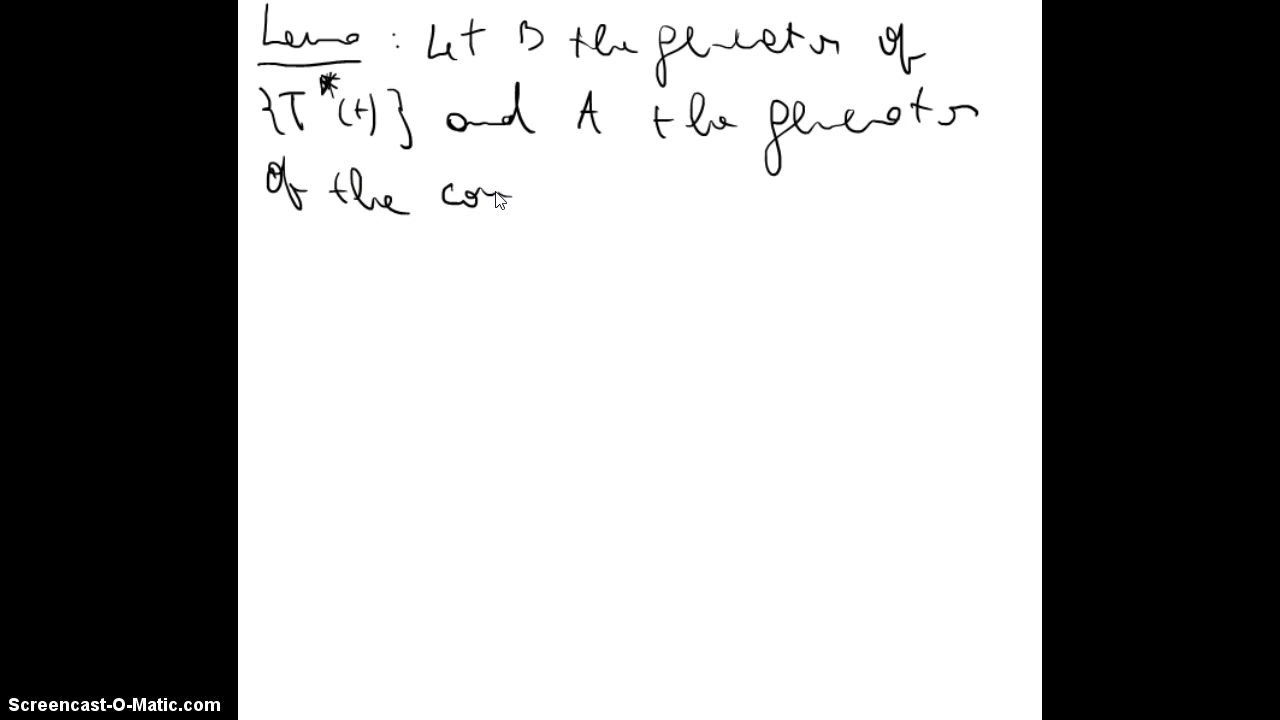 Lemma : Let B the generator of
{T*(t)} and A the generator
of the con
Screencast-O-Matic.com